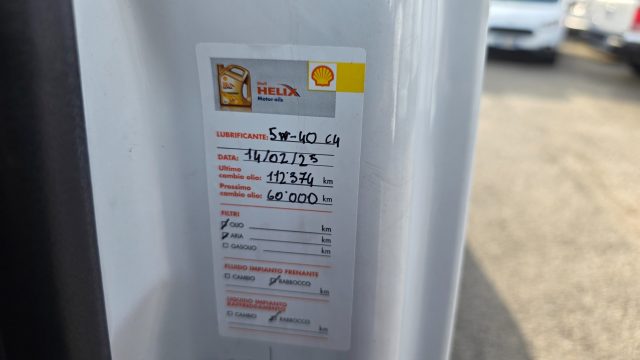 Shell
HELIX
Motor oils
LUBRIFICANTE: 5W-40 C4
DATA: 14/02/25
Ultimo
cambio olio: 112'374 km
Prossimo
cambio olio: 60'000 km
FILTRI
OLIO km
ARIA km
GASOLIO km
FLUIDO IMPIANTO FRENANTE
CAMBIO RABBOCCO
km
LIQUIDO IMPIANTO
RAFFREDDAMENTO
CAMBIO RABBOCCO
km